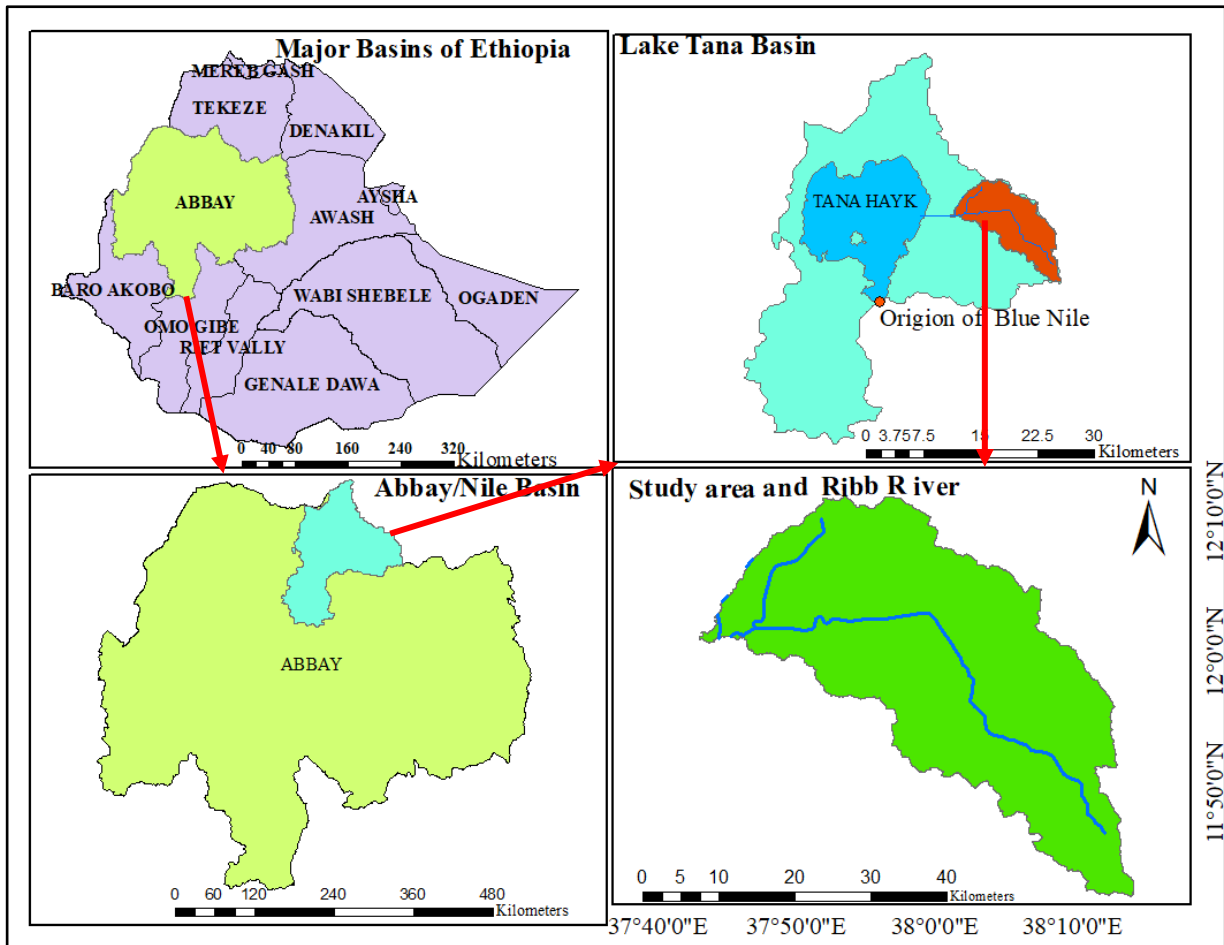 Major Basins of Ethiopia
MEREB GASH
TEKEZE
DENAKIL
ABBAY
AYSHA
AWASH
BARO AKOBO
WABI SHEBELE
OGADEN
OMO GIBE
RIFT VALLY
GENALE DAWA
0 40 80 160 240 320
Kilometers
Lake Tana Basin
TANA HAYK
Origion of Blue Nile
0 3.75 7.5 15 22.5 30
Kilometers
Abbay/Nile Basin
ABBAY
0 60 120 240 360 480
Kilometers
Study area and Ribb River
N
12°10'0"N
12°0'0"N
11°50'0"N
0 5 10 20 30 40
Kilometers
37°40'0"E 37°50'0"E 38°0'0"E 38°10'0"E